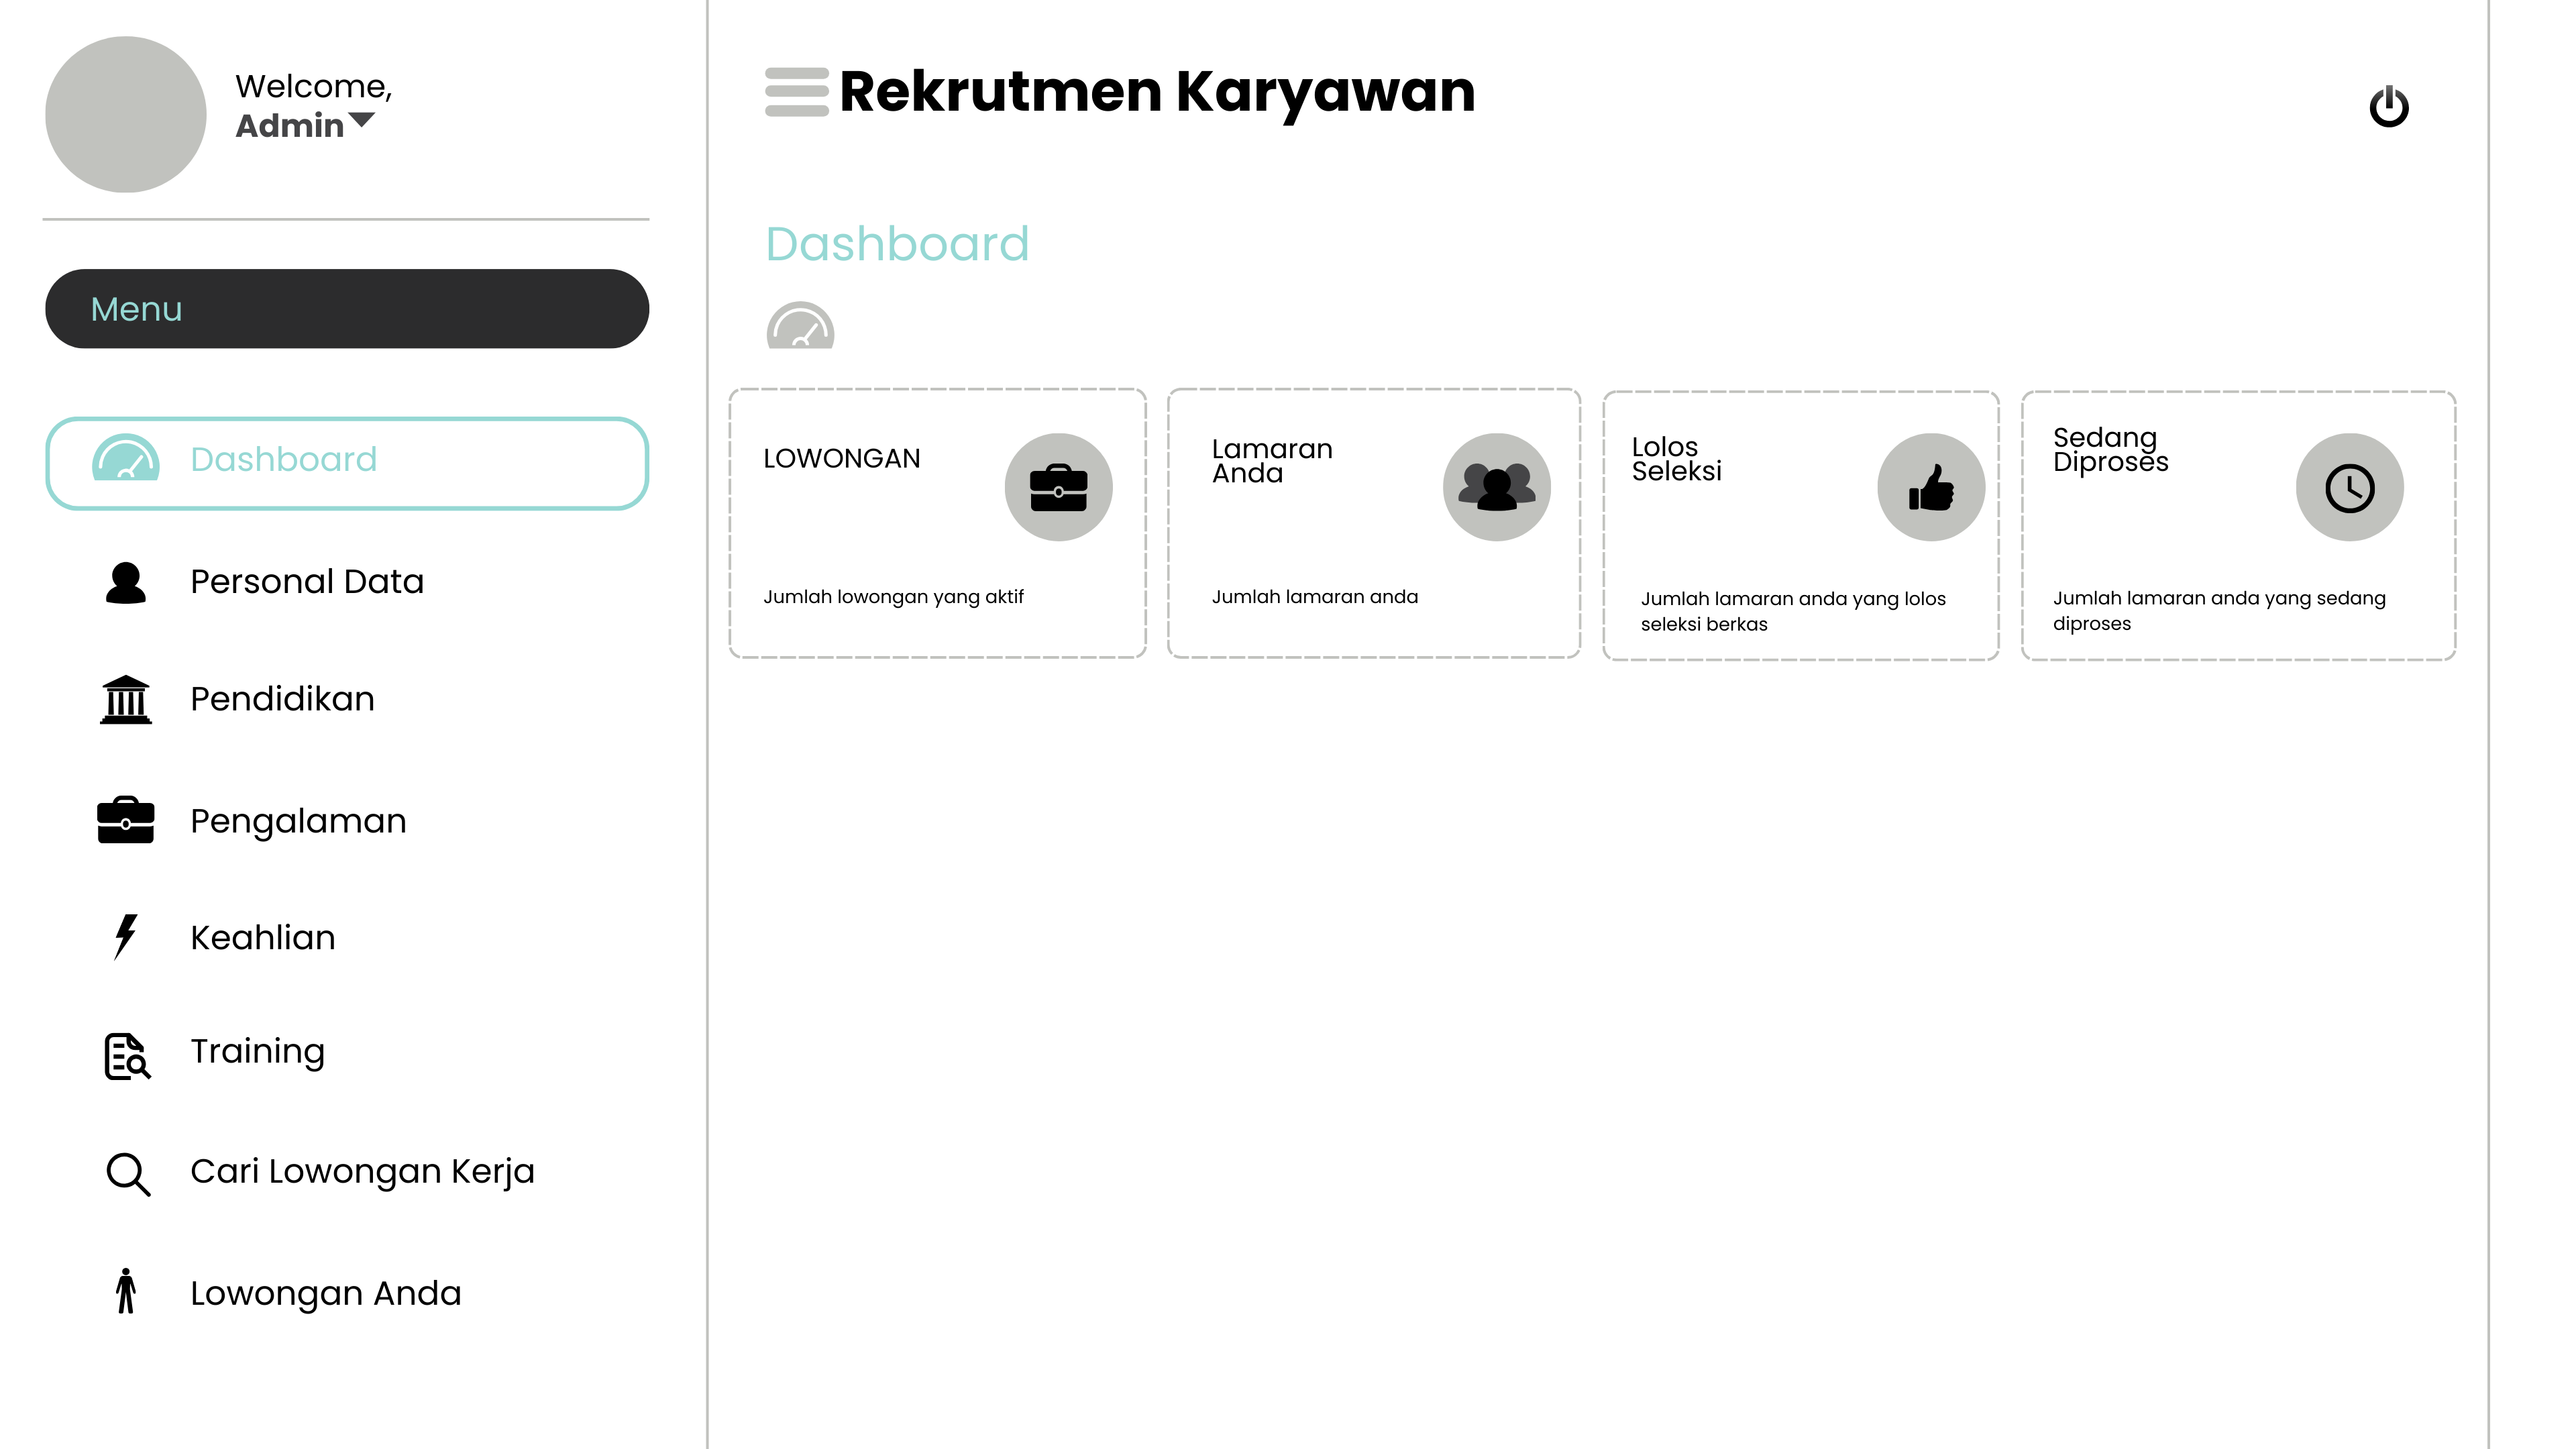 Welcome,
Admin
Menu
Dashboard
Personal Data
Pendidikan
Pengalaman
Keahlian
Training
Cari Lowongan Kerja
Lowongan Anda
Rekrutmen Karyawan
Dashboard
LOWONGAN
Jumlah lowongan yang aktif
Lamaran
Anda
Jumlah lamaran anda
Lolos
Seleksi
Jumlah lamaran anda yang lolos
seleksi berkas
Sedang
Diproses
Jumlah lamaran anda yang sedang
diproses